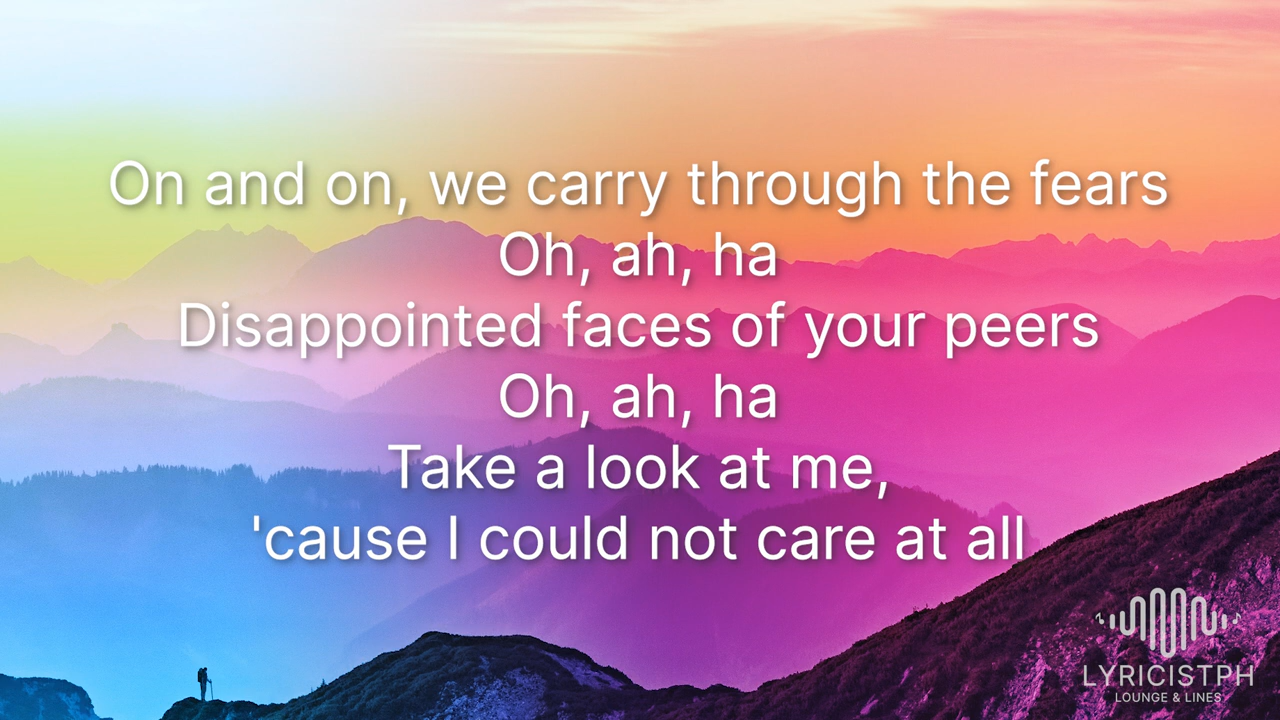 On and on, we carry through the fears
Oh, ah, ha
Disappointed faces of your peers
Oh, ah, ha
Take a look at me,
'cause I could not care at all
LYRICISTPH
LOUNGE & LINES